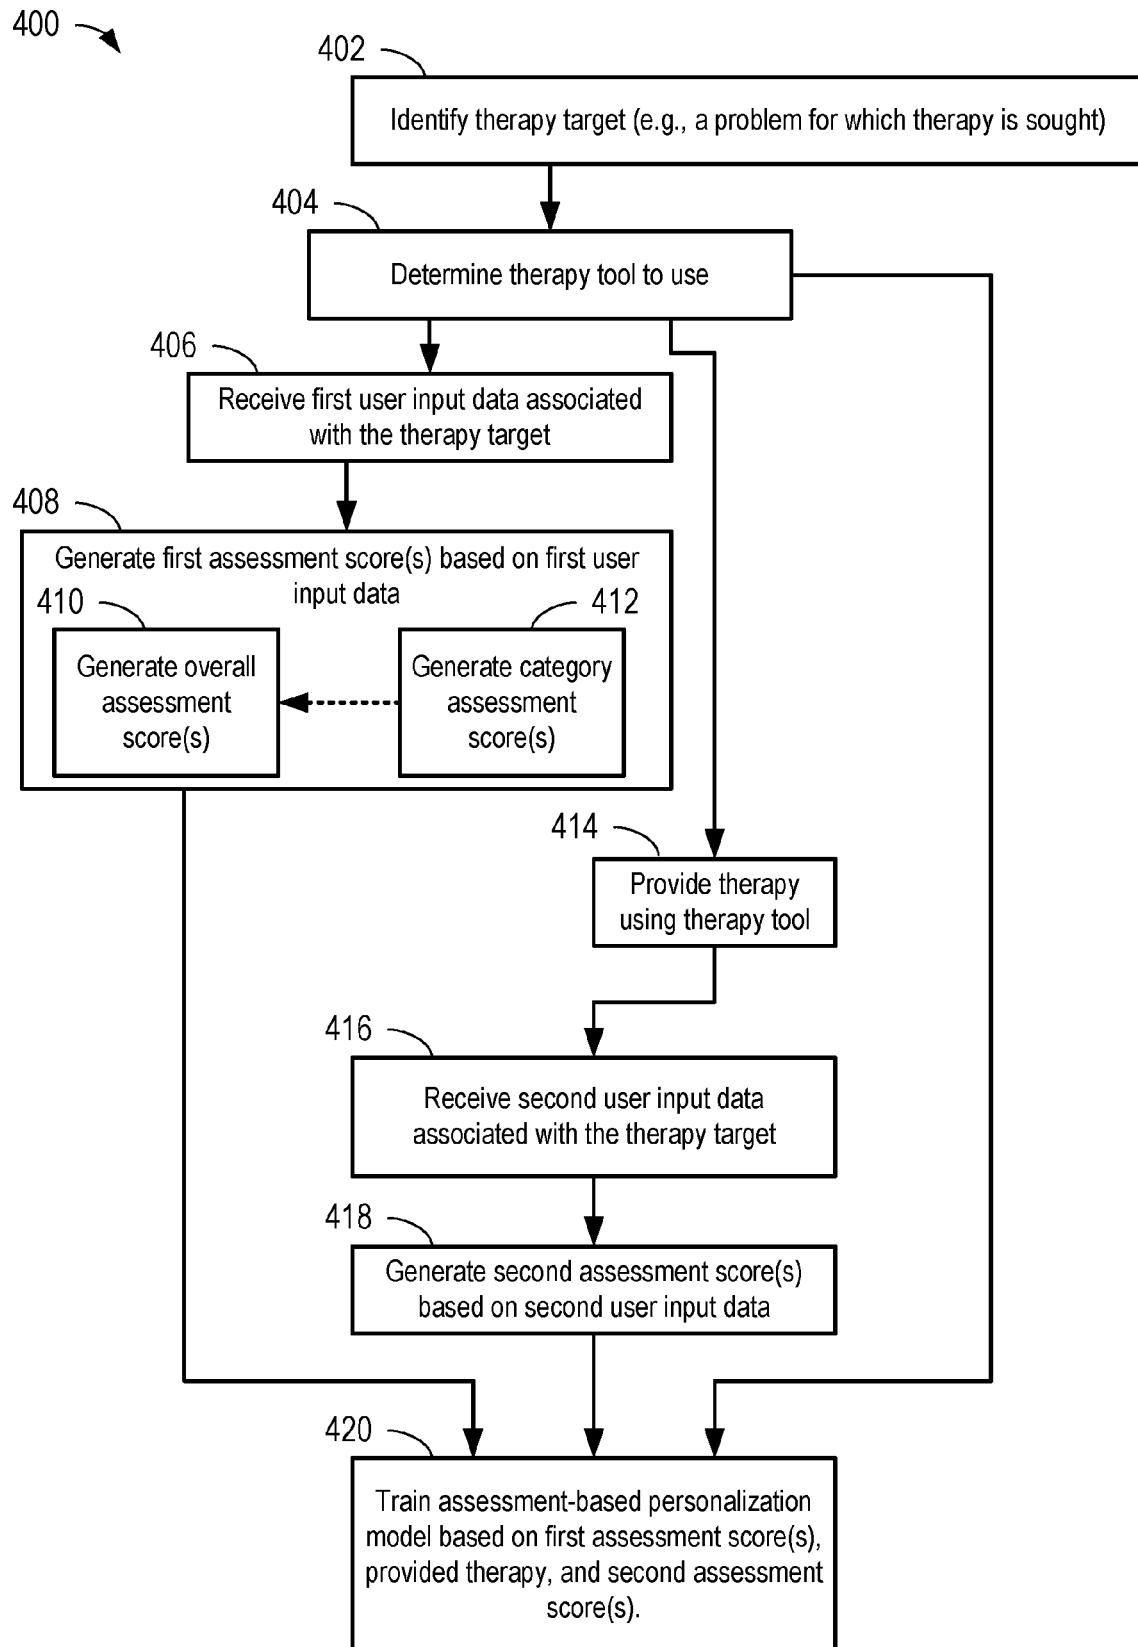 400
402
Identify therapy target (e.g., a problem for which therapy is sought)
404
Determine therapy tool to use
406
Receive first user input data associated
with the therapy target
408
Generate first assessment score(s) based on first user
input data
410
Generate overall
assessment
score(s)
412
Generate category
assessment
score(s)
414
Provide therapy
using therapy tool
416
Receive second user input data
associated with the therapy target
418
Generate second assessment score(s)
based on second user input data
420
Train assessment-based personalization
model based on first assessment score(s),
provided therapy, and second assessment
score(s).